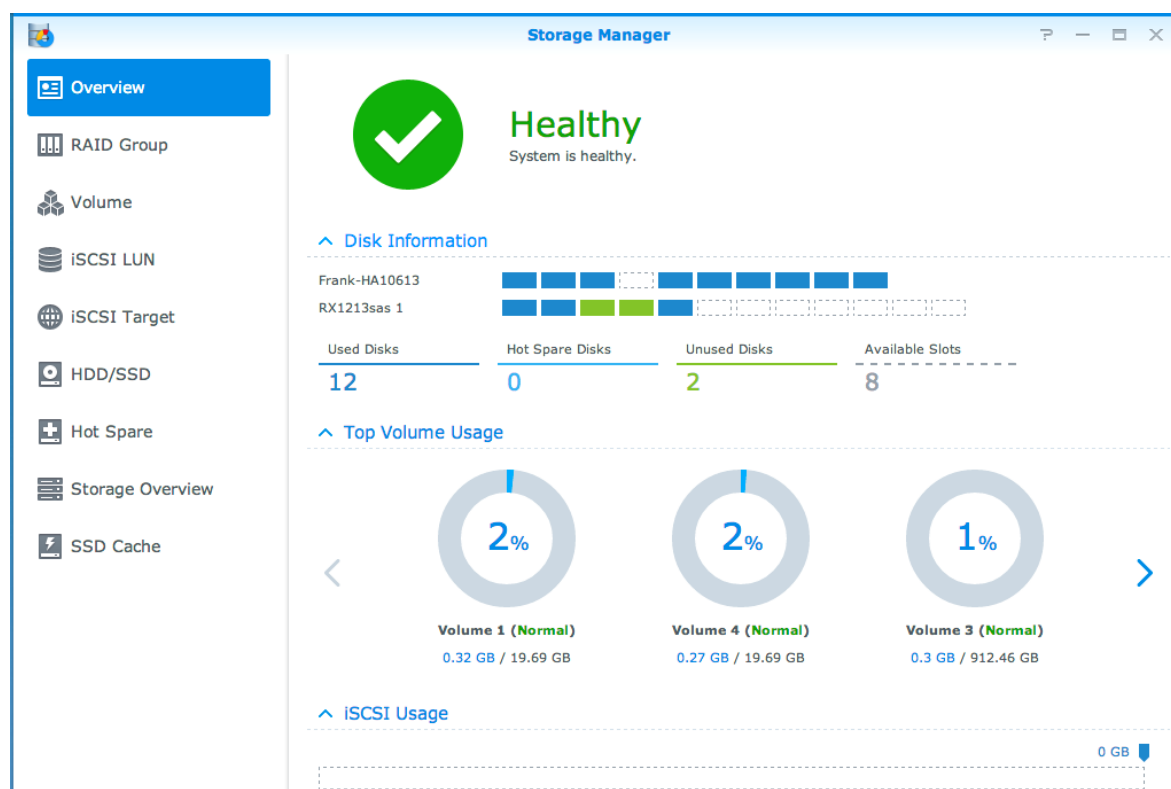 Storage Manager
Overview
RAID Group
Volume
iSCSI LUN
iSCSI Target
HDD/SSD
Hot Spare
Storage Overview
SSD Cache
Healthy
System is healthy.
Disk Information
Frank-HA10613
RX1213sas 1
Used Disks Hot Spare Disks Unused Disks Available Slots
12 0 2 8
Top Volume Usage
2% 2% 1%
Volume 1 (Normal) Volume 4 (Normal) Volume 3 (Normal)
0.32 GB / 19.69 GB 0.27 GB / 19.69 GB 0.3 GB / 912.46 GB
iSCSI Usage
0 GB